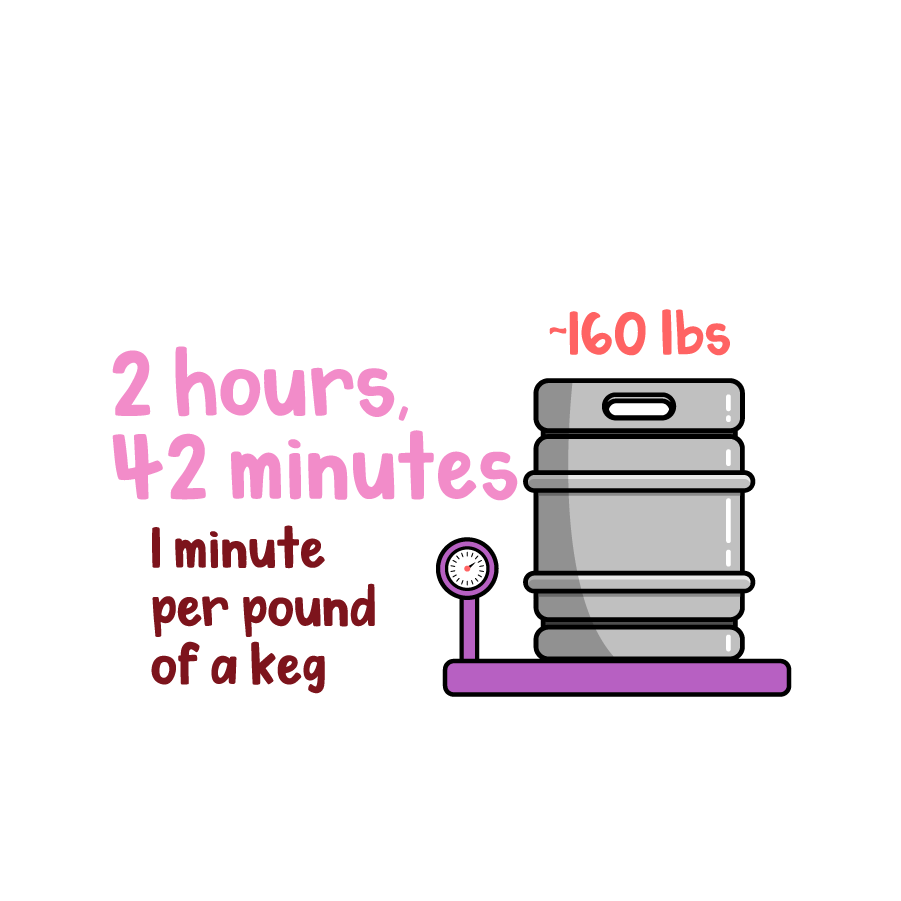 ~160 lbs
2 hours,
42 minutes
1 minute
per pound
of a keg